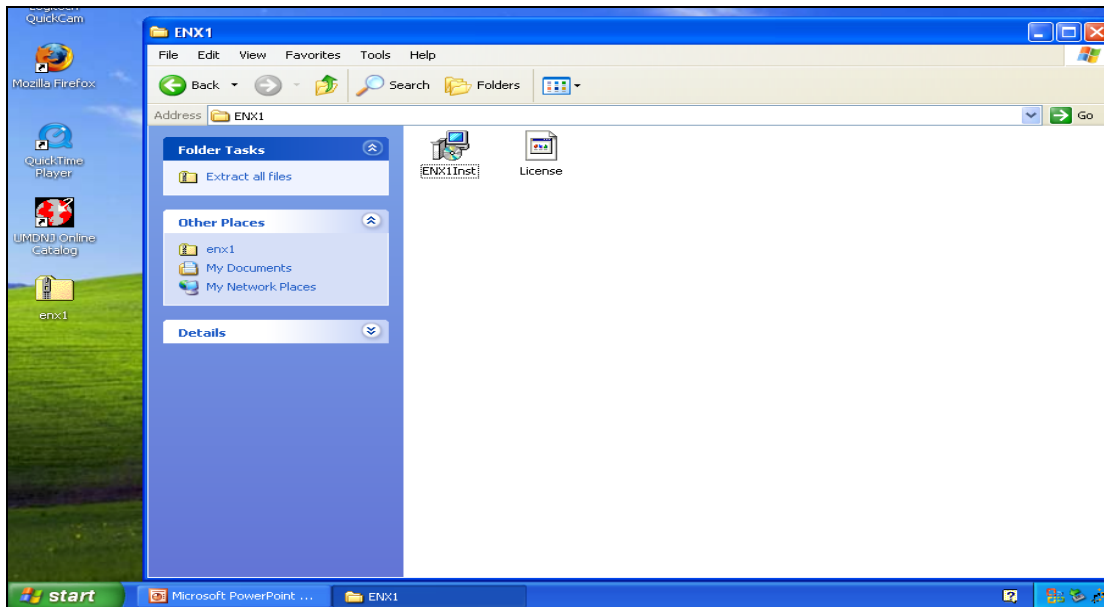 QuickCam
Mozilla Firefox
QuickTime
Player
UMDNJ Online
Catalog
enx1
ENX1
File Edit View Favorites Tools Help
Back Search Folders
Address ENX1 Go
Folder Tasks
Extract all files
Other Places
enx1
My Documents
My Network Places
Details
ENX1Inst License
start Microsoft PowerPoint ... ENX1